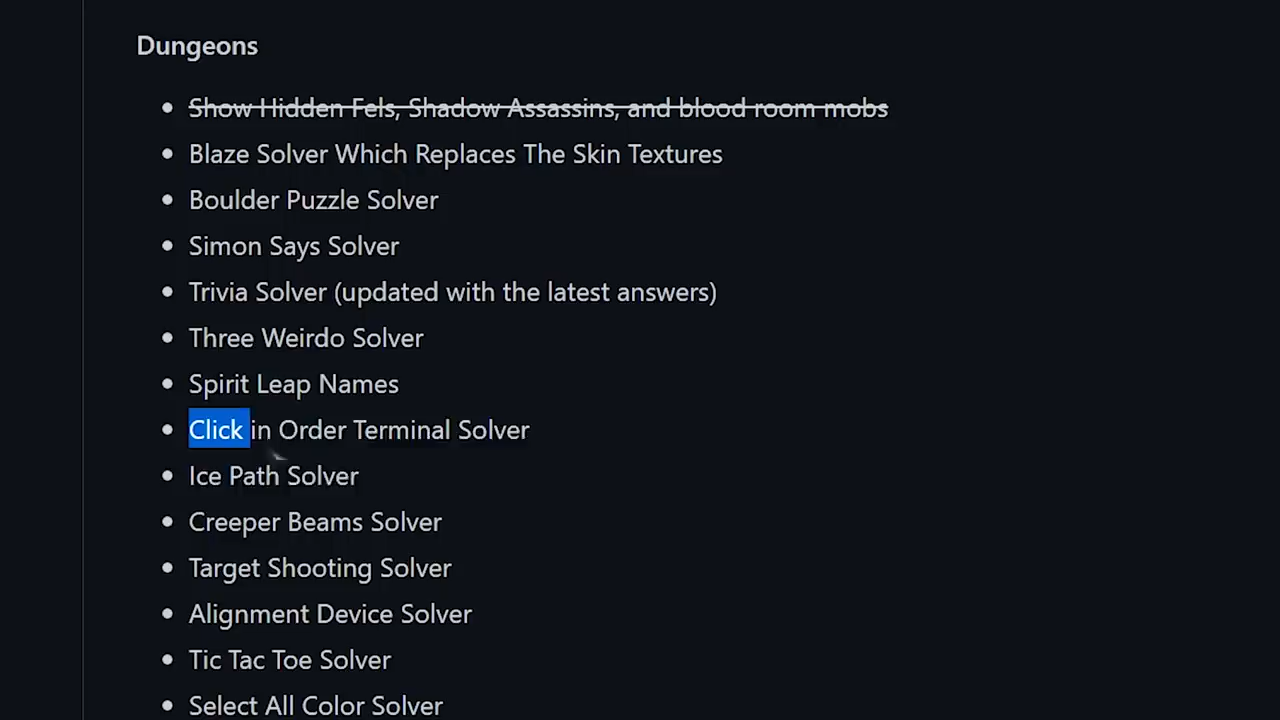 Dungeons
Show Hidden Fels, Shadow Assassins, and blood room mobs
Blaze Solver Which Replaces The Skin Textures
Boulder Puzzle Solver
Simon Says Solver
Trivia Solver (updated with the latest answers)
Three Weirdo Solver
Spirit Leap Names
Click in Order Terminal Solver
Ice Path Solver
Creeper Beams Solver
Target Shooting Solver
Alignment Device Solver
Tic Tac Toe Solver
Select All Color Solver